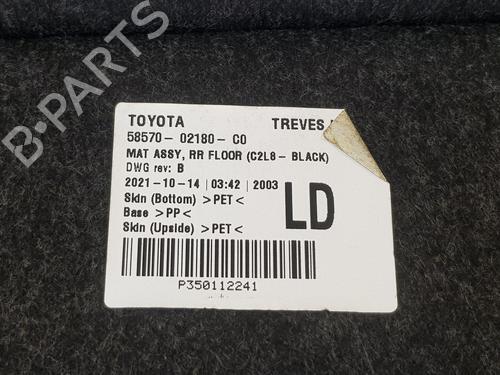 TOYOTA TREVES
58570- 02180- C0
MAT ASSY, RR FLOOR (C2L8- BLACK)
DWG rev: B
2021-10-14 | 03:42 | 2003
Skin (Bottom) >PET<
Base >PP<
Skin (Upside) >PET<
LD
P350112241
B-PARTS